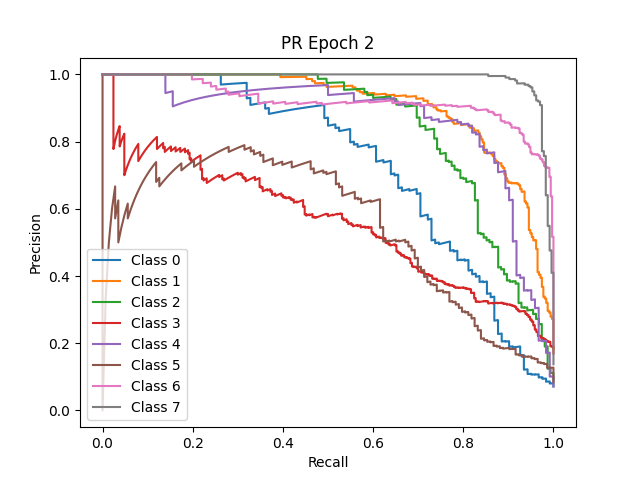 PR Epoch 2
Precision
1.0
0.8
0.6
0.4
0.2
0.0
Class 0
Class 1
Class 2
Class 3
Class 4
Class 5
Class 6
Class 7
0.0 0.2 0.4 0.6 0.8 1.0
Recall